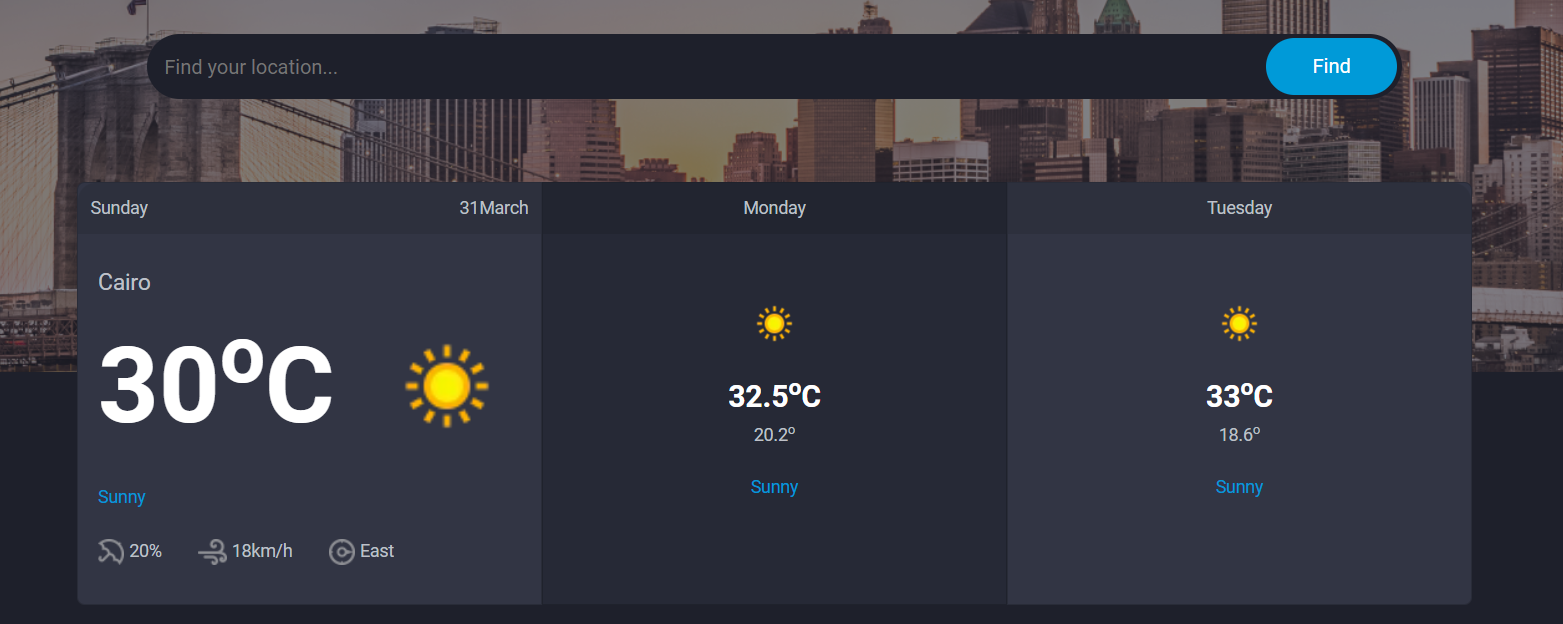 Find your location...
Find
Sunday
31March
Cairo
30°C
Sunny
20%
18km/h
East
Monday
32.5°C
20.2°
Sunny
Tuesday
33°C
18.6°
Sunny